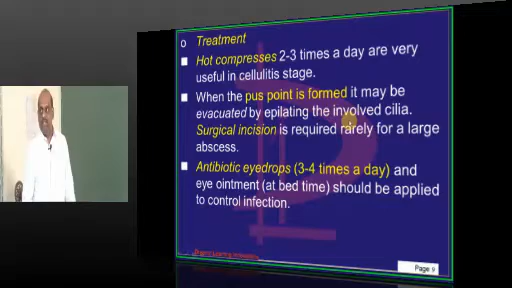 Treatment
Hot compresses 2-3 times a day are very
useful in cellulitis stage.
When the pus point is formed it may be
evacuated by epilating the involved cilia.
Surgical incision is required rarely for a large
abscess.
Antibiotic eyedrops (3-4 times a day) and
eye ointment (at bed time) should be applied
to control infection.
Page 9